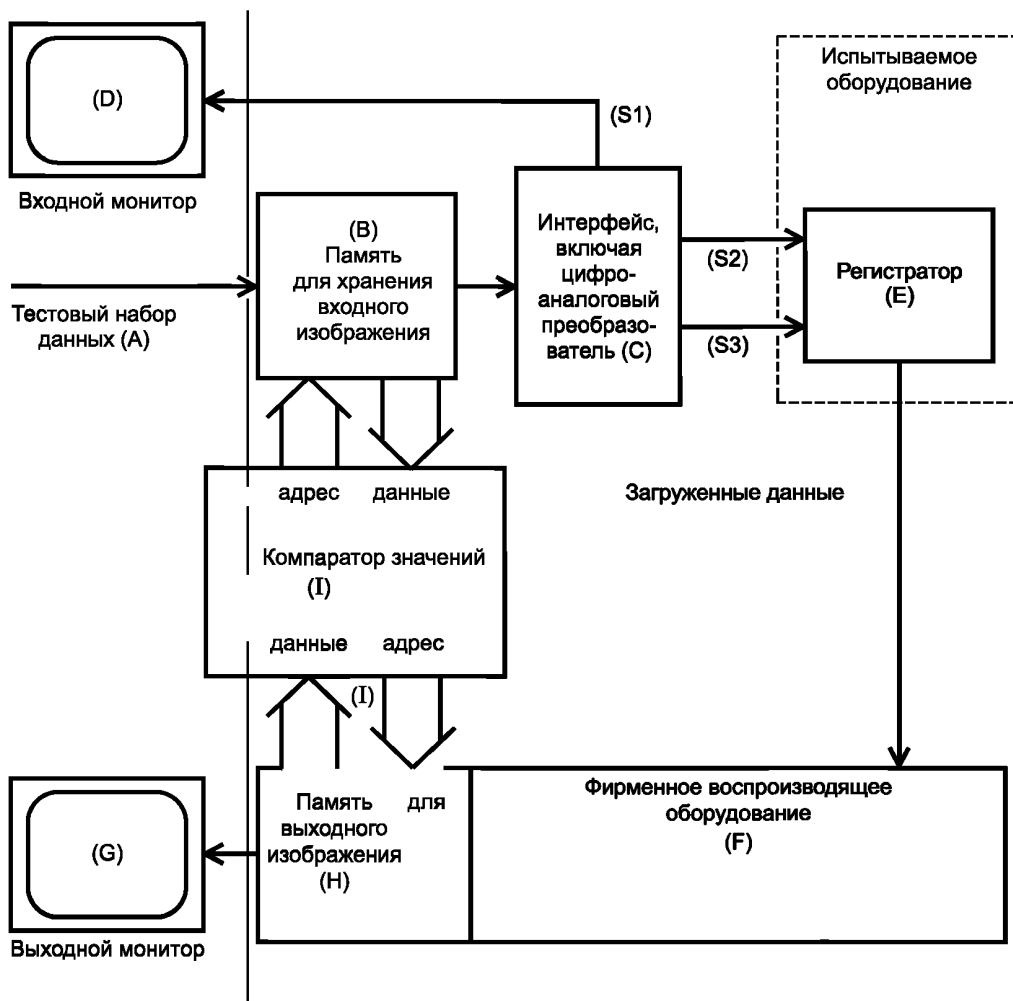 Испытываемое
оборудование
(D)
(S1)
Входной монитор
(B)
Память
для хранения
входного
изображения
Интерфейс,
включая
цифро-
аналоговый
преобразо-
ватель (C)
(S2)
(S3)
Регистратор
(E)
Тестовый набор
данных (A)
адрес данные
Загруженные данные
Компаратор значений
(I)
данные адрес
(I)
Память для
выходного
изображения
(H)
Фирменное воспроизводящее
оборудование
(F)
(G)
Выходной монитор